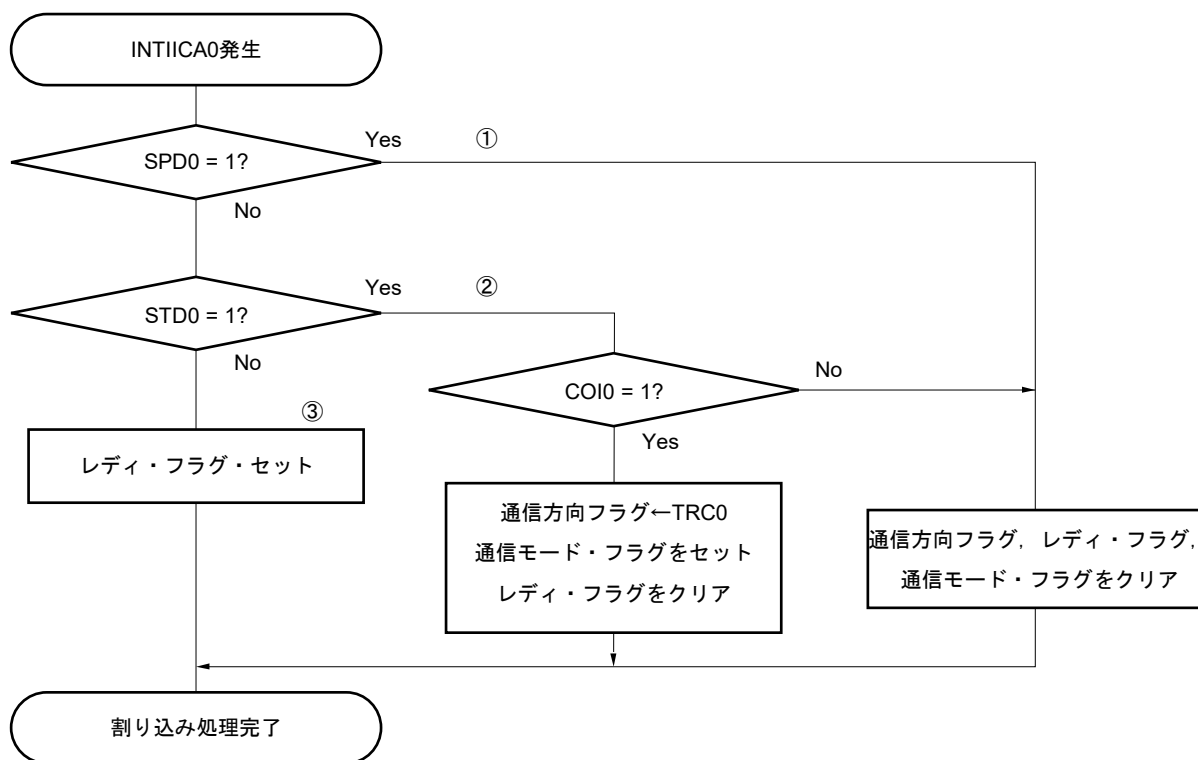 INTIICA0発生
Yes
①
SPD0 = 1?
No
Yes
②
STD0 = 1?
No
COI0 = 1?
No
Yes
③
レディ・フラグ・セット
通信方向フラグ←TRC0
通信モード・フラグをセット
レディ・フラグをクリア
通信方向フラグ，レディ・フラグ，
通信モード・フラグをクリア
割り込み処理完了